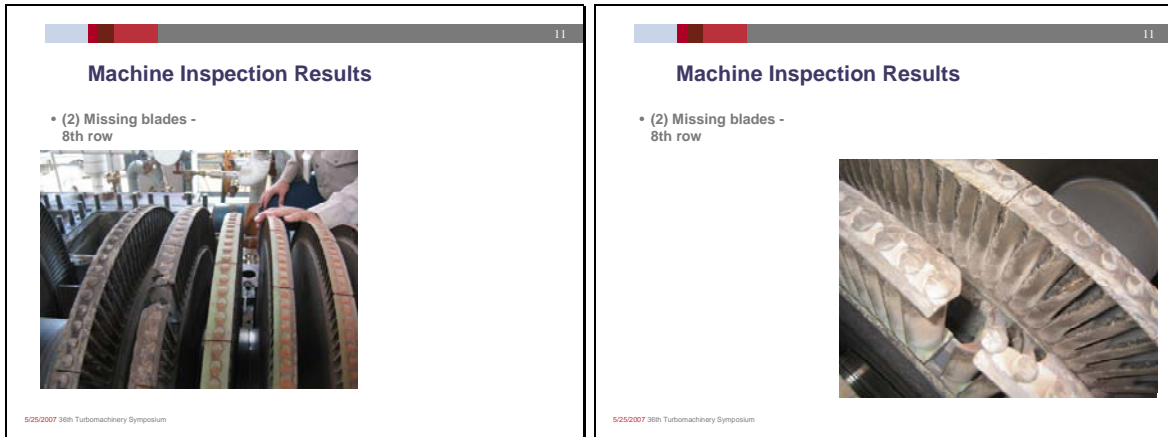 11
Machine Inspection Results
• (2) Missing blades -
8th row
5/25/2007 36th Turbomachinery Symposium
11
Machine Inspection Results
• (2) Missing blades -
8th row
5/25/2007 36th Turbomachinery Symposium